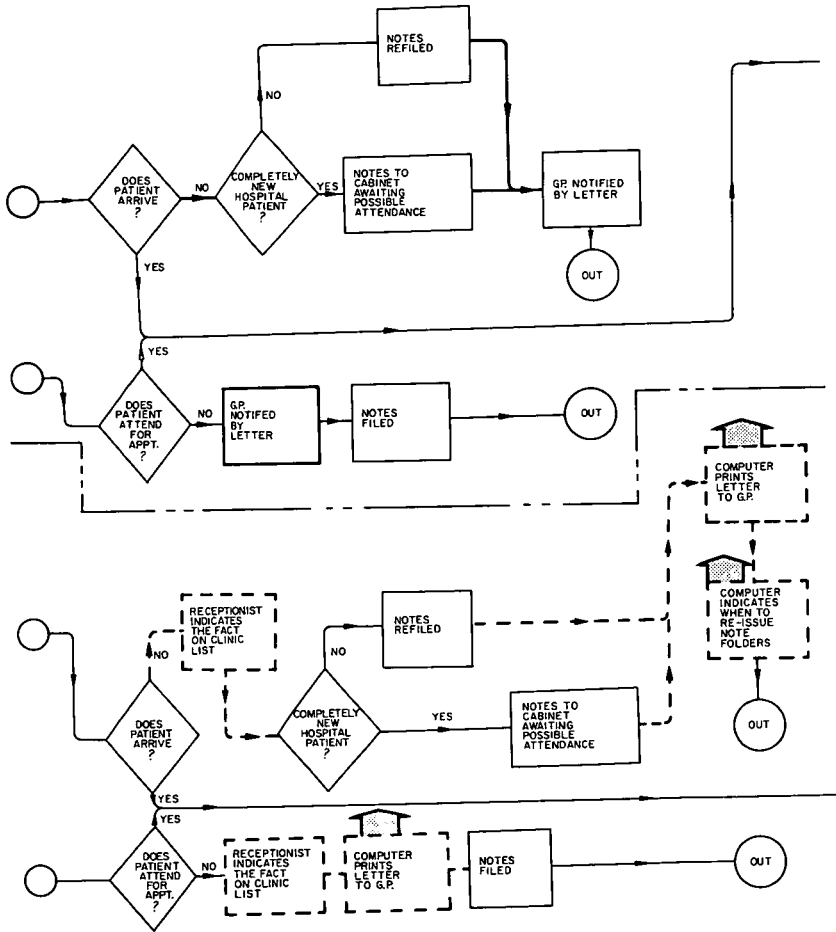 NOTES
REFILED
NO
DOES
PATIENT
ARRIVE
?
NO
COMPLETELY
NEW
HOSPITAL
PATIENT
?
YES
NOTES TO
CABINET
AWAITING
POSSIBLE
ATTENDANCE
G.P. NOTIFIED
BY LETTER
OUT
YES
YES
DOES
PATIENT
ATTEND
FOR
APPT.
?
NO
G.P.
NOTIFED
BY
LETTER
NOTES
FILED
OUT
COMPUTER
PRINTS
LETTER
TO G.P.
COMPUTER
INDICATES
WHEN TO
RE-ISSUE
NOTE
FOLDERS
OUT
RECEPTIONIST
INDICATES
THE FACT
ON CLINIC
LIST
NO
NOTES
REFILED
NO
DOES
PATIENT
ARRIVE
?
COMPLETELY
NEW
HOSPITAL
PATIENT
?
YES
NOTES TO
CABINET
AWAITING
POSSIBLE
ATTENDANCE
YES
YES
DOES
PATIENT
ATTEND
FOR
APPT.
?
NO
RECEPTIONIST
INDICATES
THE FACT
ON CLINIC
LIST
COMPUTER
PRINTS
LETTER
TO G.P.
NOTES
FILED
OUT